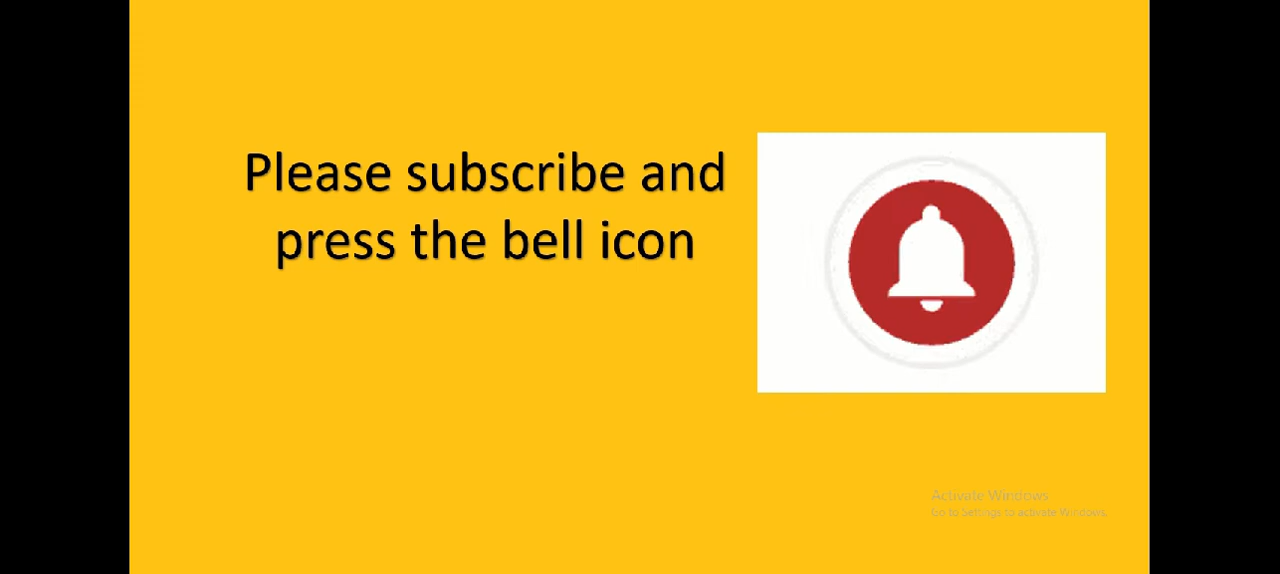 Please subscribe and
press the bell icon
Activate Windows
Go to Settings to activate Windows.